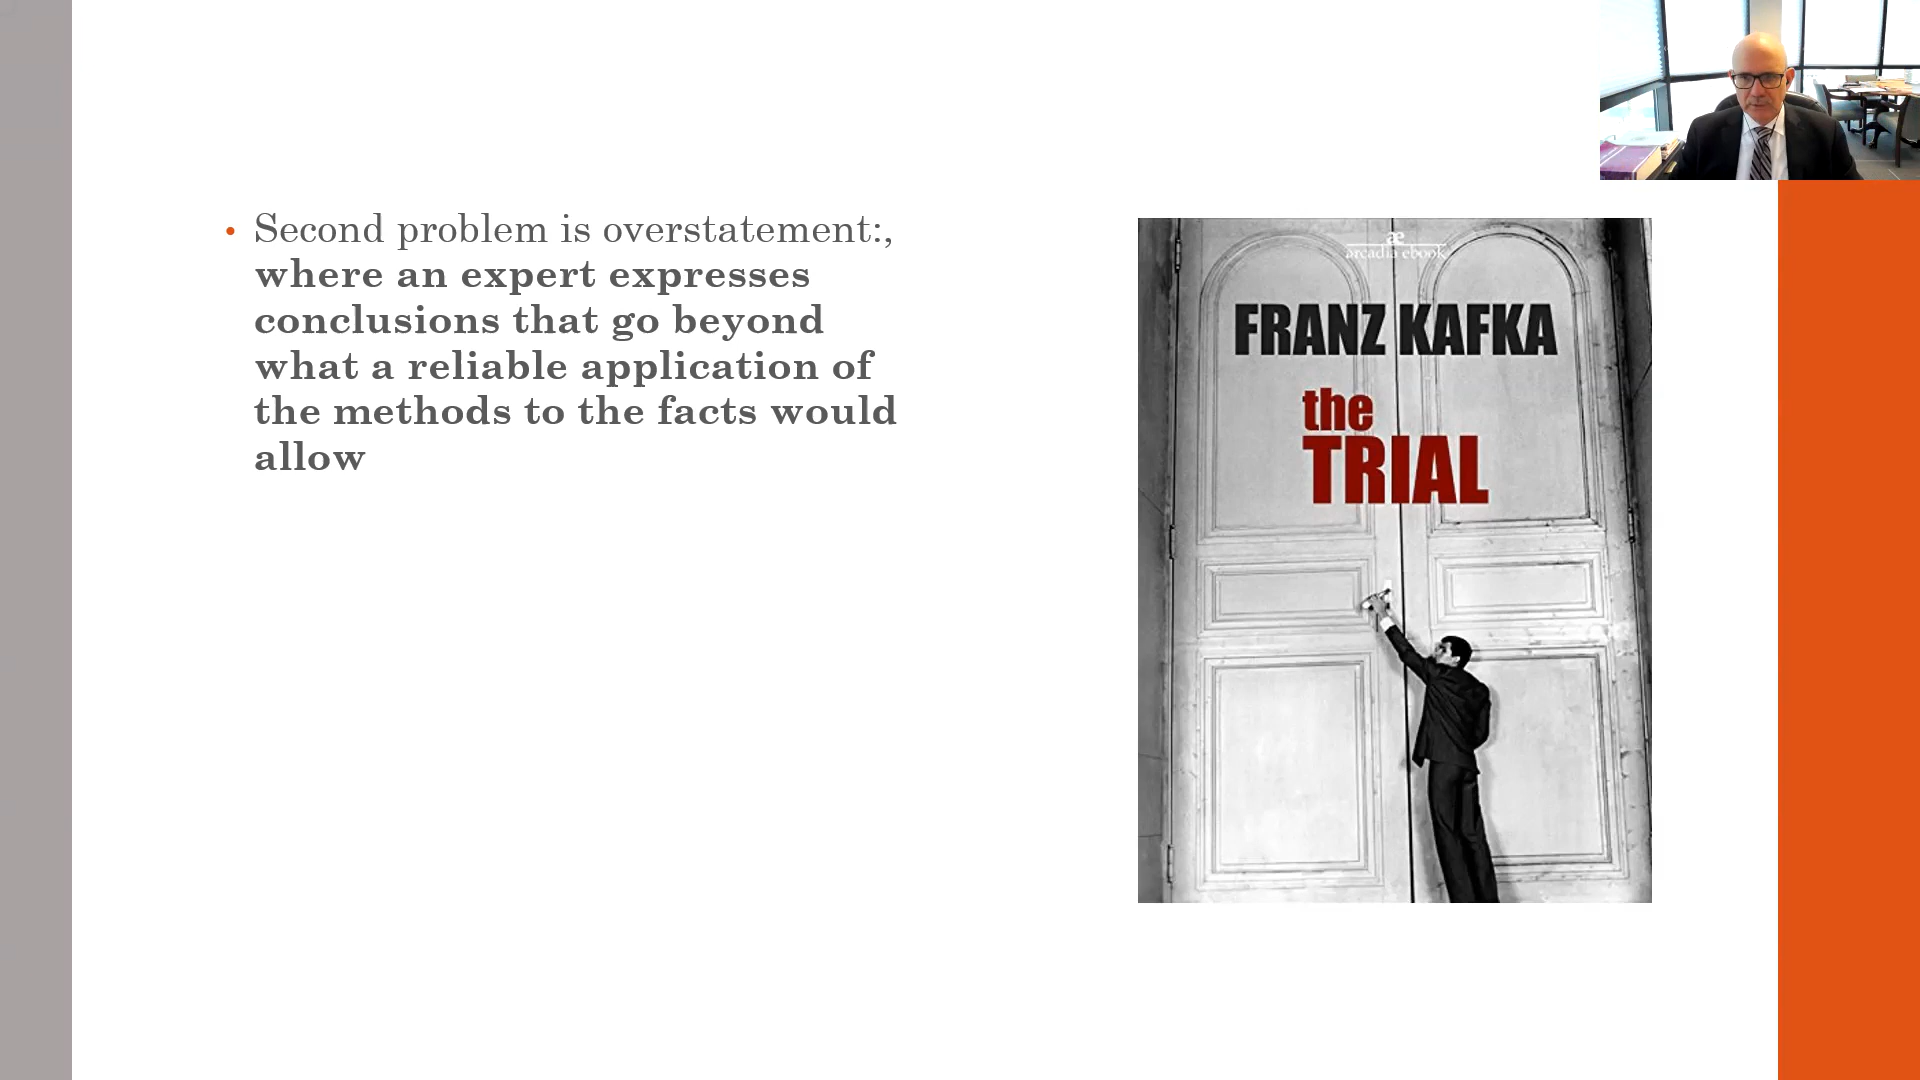 • Second problem is overstatement:,
where an expert expresses
conclusions that go beyond
what a reliable application of
the methods to the facts would
allow
æ
arcadia ebook
FRANZ KAFKA
the
TRIAL